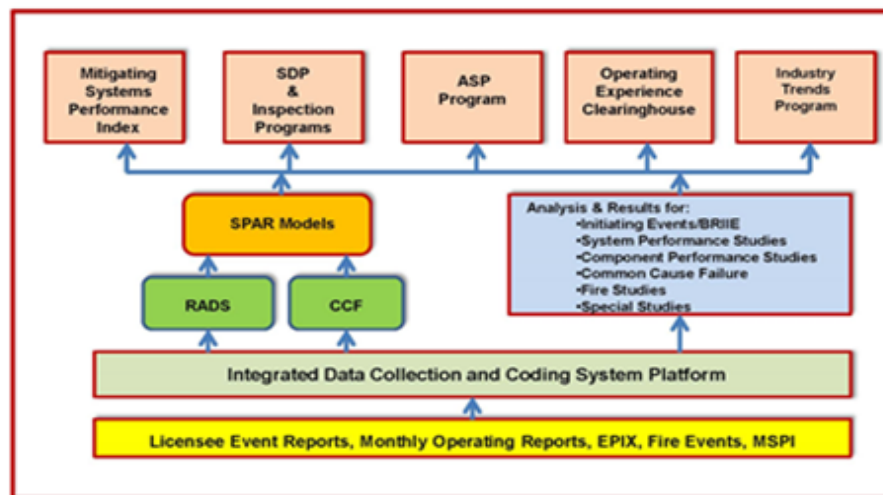 Mitigating
Systems
Performance
Index
SDP
&
Inspection
Programs
ASP
Program
Operating
Experience
Clearinghouse
Industry
Trends
Program
SPAR Models
Analysis & Results for:
•Initiating Events/BRIIE
•System Performance Studies
•Component Performance Studies
•Common Cause Failure
•Fire Studies
•Special Studies
RADS
CCF
Integrated Data Collection and Coding System Platform
Licensee Event Reports, Monthly Operating Reports, EPIX, Fire Events, MSPI